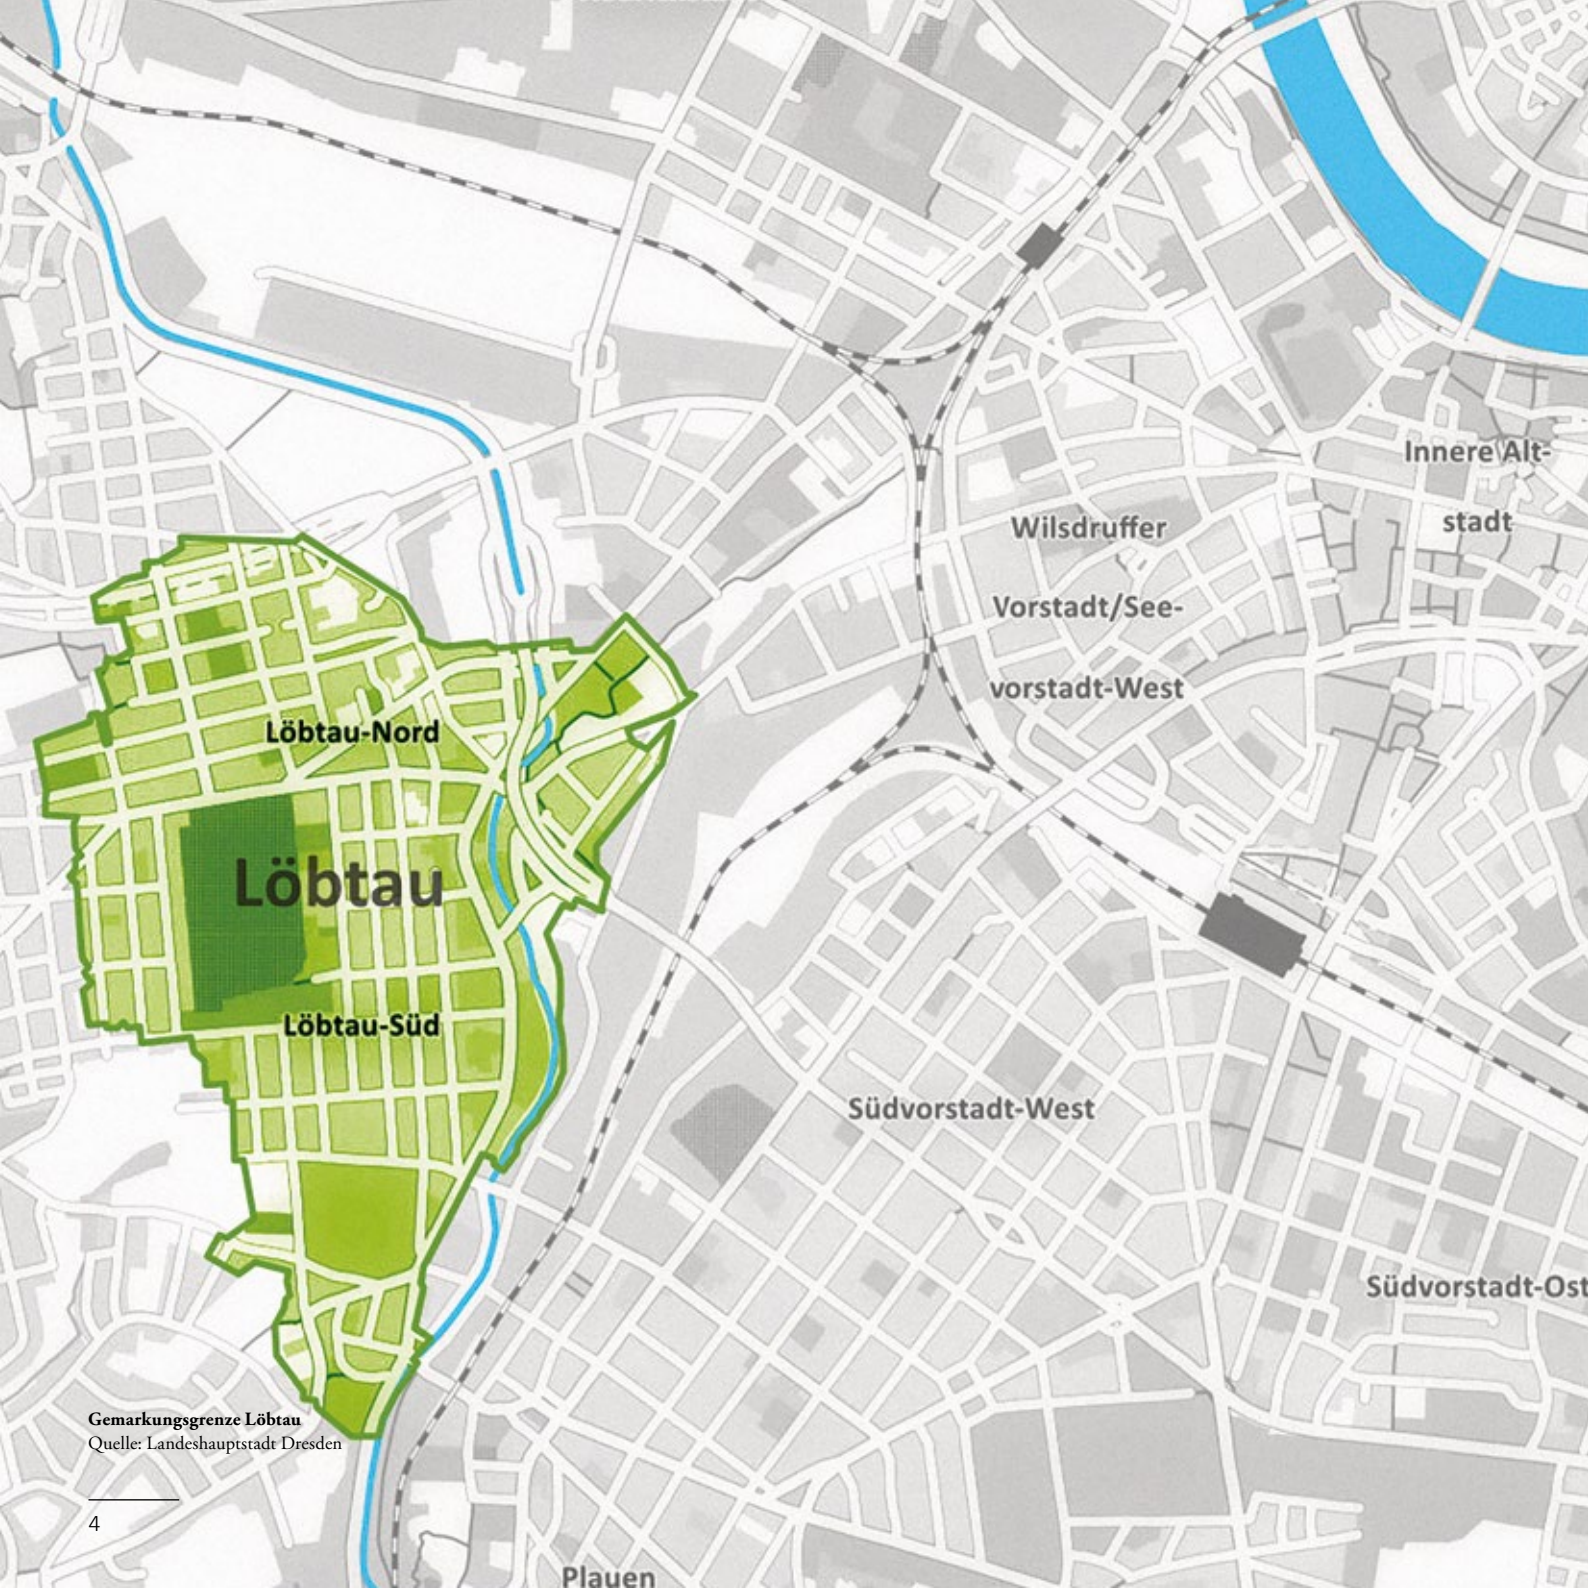 Innere Alt-
stadt
Wilsdruffer
Vorstadt/See-
vorstadt-West
Löbtau-Nord
Löbtau
Löbtau-Süd
Südvorstadt-West
Südvorstadt-Ost
Gemarkungsgrenze Löbtau
Quelle: Landeshauptstadt Dresden
4
Plauen